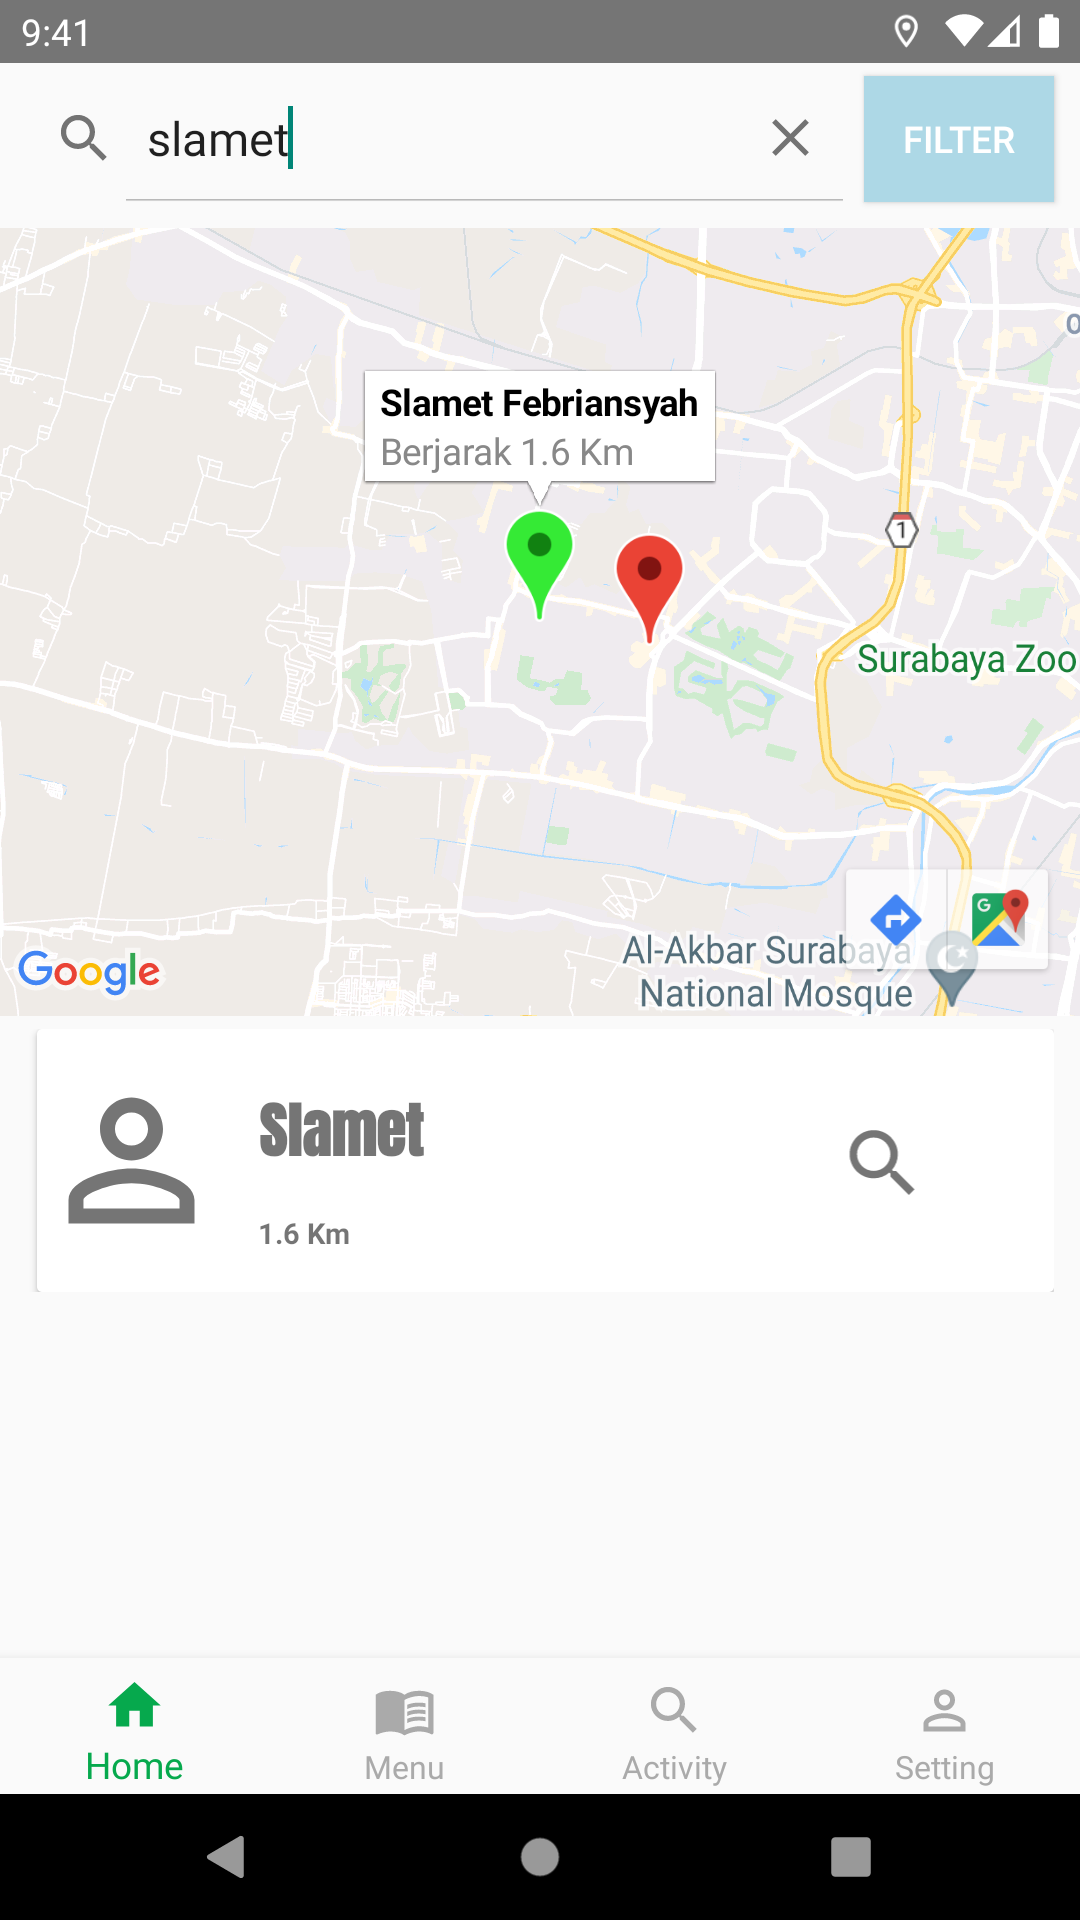 9:41
slamet
FILTER
Slamet Febriansyah
Berjarak 1.6 Km
1
Surabaya Zoo
Al-Akbar Surabaya
National Mosque
Google
G
Slamet
1.6 Km
Home
Menu
Activity
Setting